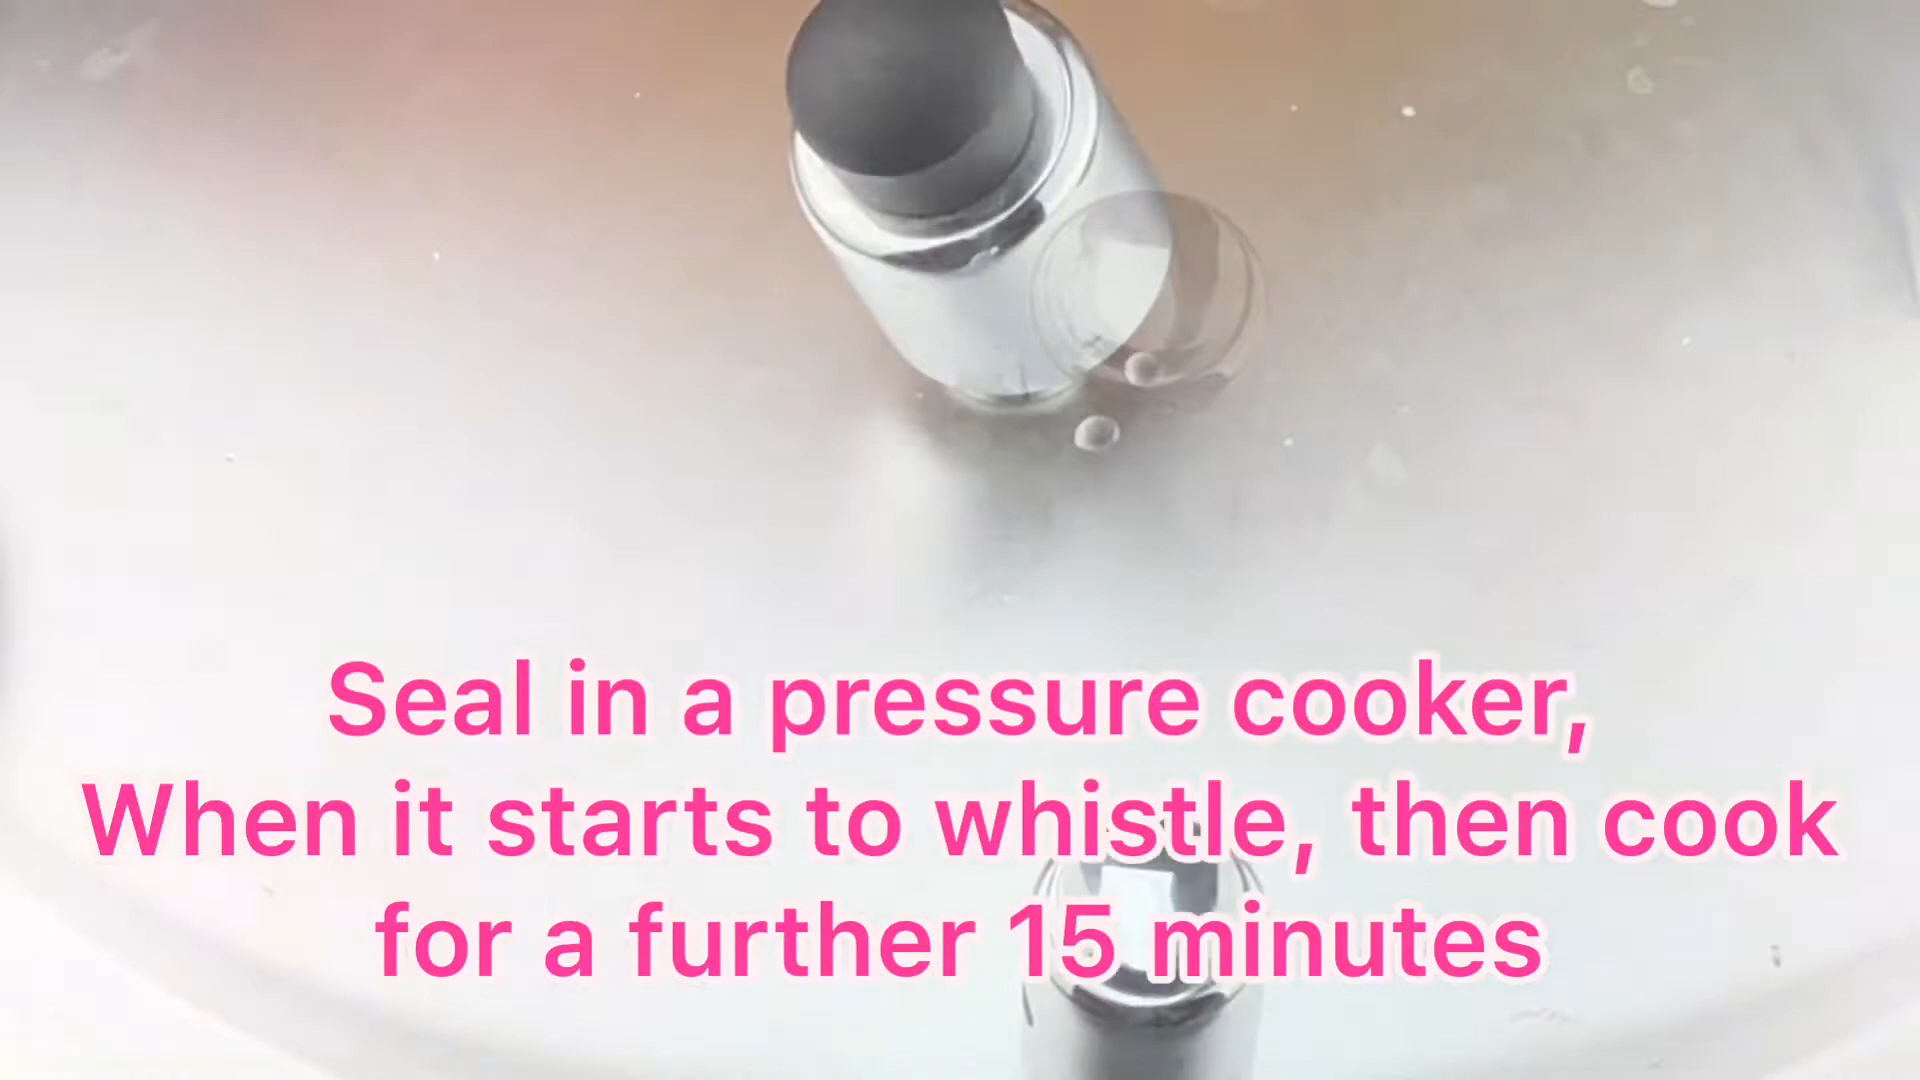 Seal in a pressure cooker,
When it starts to whistle, then cook
for a further 15 minutes